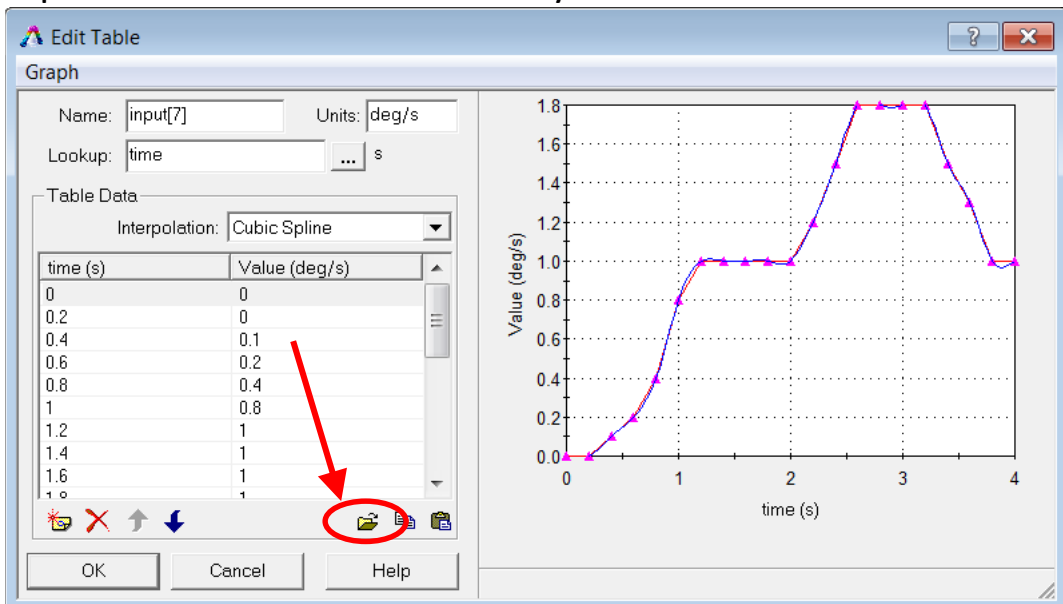 Edit Table
Graph
Name: input[7] Units: deg/s
Lookup: time ... s
Table Data
Interpolation: Cubic Spline
time (s) Value (deg/s)
0 0
0.2 0
0.4 0.1
0.6 0.2
0.8 0.4
1 0.8
1.2 1
1.4 1
1.6 1
1.8 1
OK Cancel Help
Value (deg/s)
1.8
1.6
1.4
1.2
1.0
0.8
0.6
0.4
0.2
0.0
0 1 2 3 4
time (s)